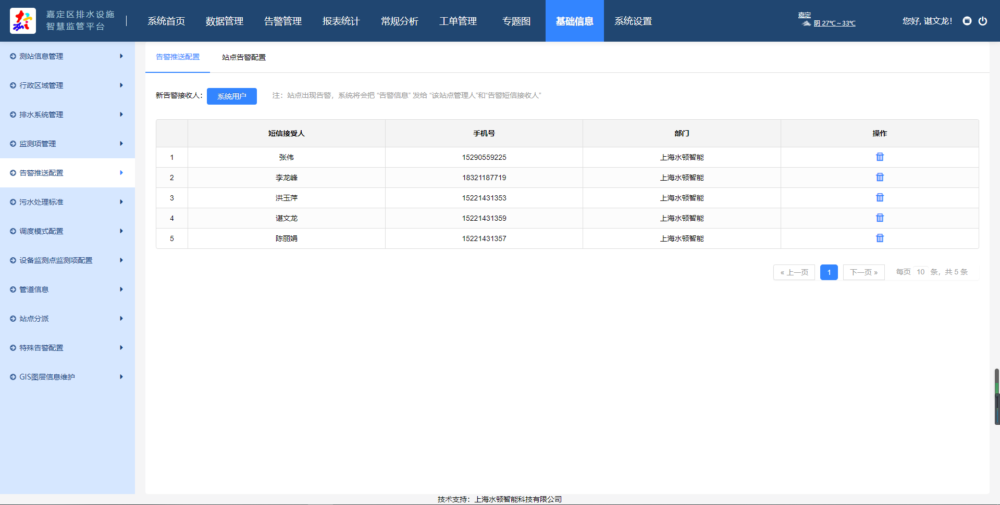 嘉定区排水设施
智慧监管平台
系统首页 数据管理 告警管理 报表统计 常规分析 工单管理 专题图 基础信息 系统设置
嘉定
阴 27℃~33℃
您好, 谌文龙!
测站信息管理
行政区域管理
排水系统管理
监测项管理
告警推送配置
污水处理标准
调度模式配置
设备监测点监测项配置
管道信息
站点分派
特殊告警配置
GIS图层信息维护
告警推送配置 站点告警配置
新告警接收人： 系统用户 注：站点出现告警，系统将会把 “告警信息” 发给 “该站点管理人”和“告警短信接收人”
短信接受人 手机号 部门 操作
1 张伟 15290559225 上海水顿智能
2 李龙峰 18321187719 上海水顿智能
3 洪玉萍 15221431353 上海水顿智能
4 谌文龙 15221431359 上海水顿智能
5 陈丽娟 15221431357 上海水顿智能
« 上一页 1 下一页 » 每页 10 条，共 5 条
技术支持：上海水顿智能科技有限公司